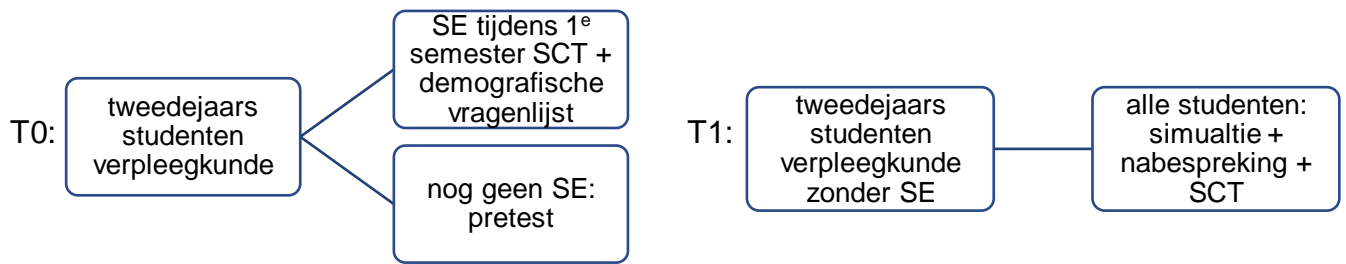 T0:
tweedejaars
studenten
verpleegkunde
SE tijdens 1e
semester SCT +
demografische
vragenlijst
nog geen SE:
pretest
T1:
tweedejaars
studenten
verpleegkunde
zonder SE
alle studenten:
simualtie +
nabespreking +
SCT